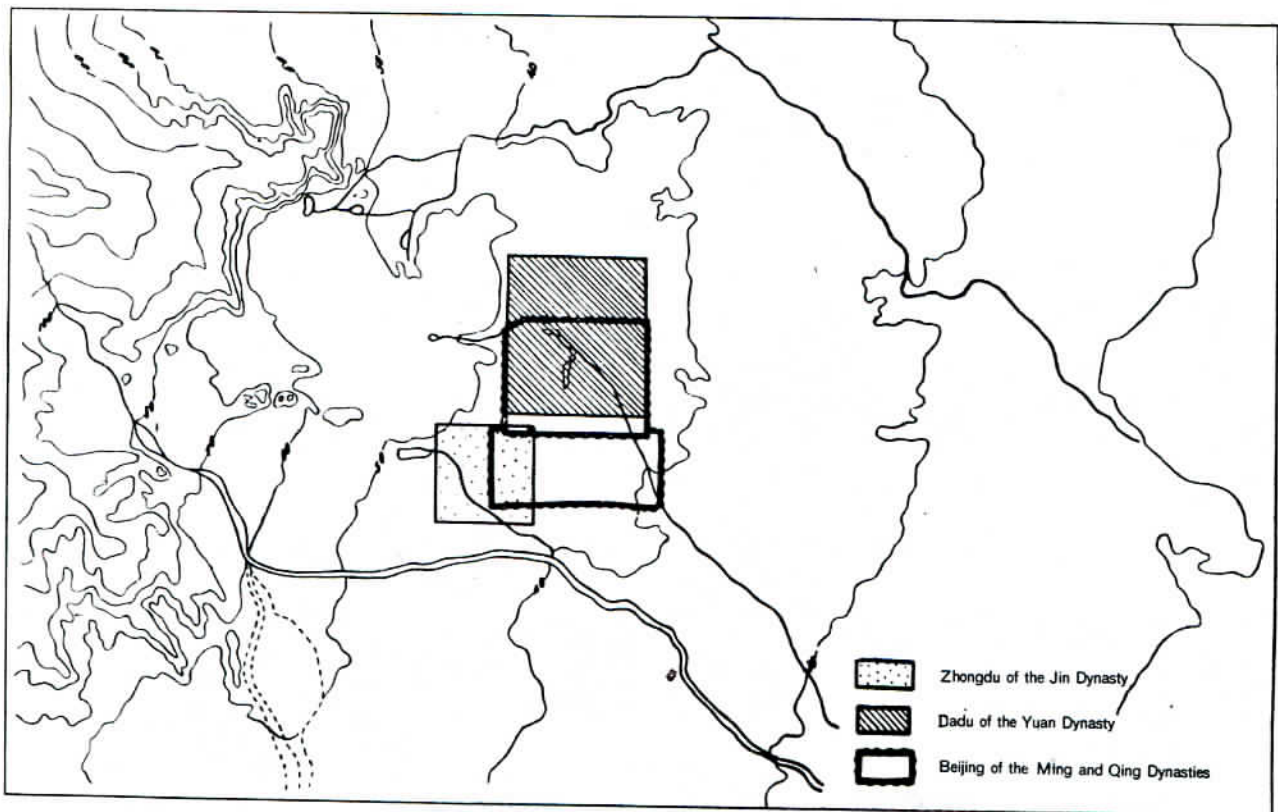 Zhongdu of the Jin Dynasty
Dadu of the Yuan Dynasty
Beijing of the Ming and Qing Dynasties